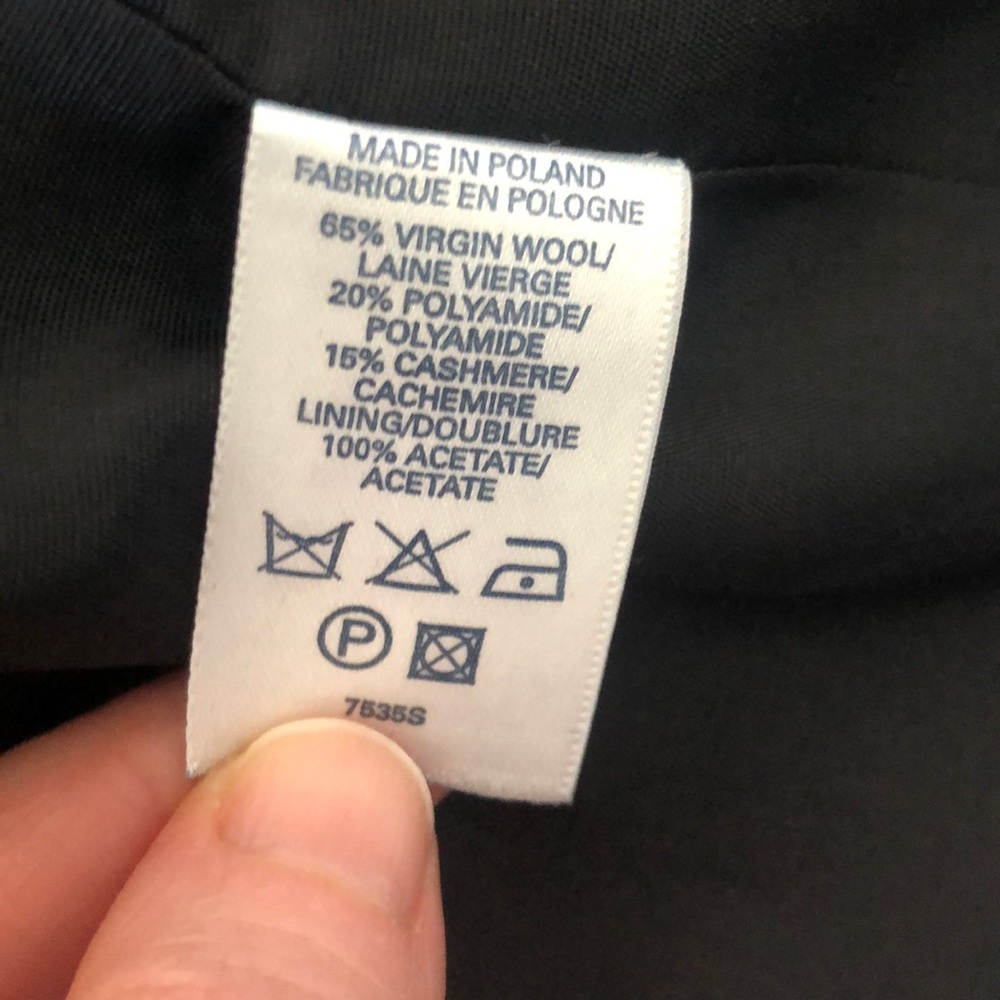 MADE IN POLAND
FABRIQUE EN POLOGNE
65% VIRGIN WOOL/
LAINE VIERGE
20% POLYAMIDE/
POLYAMIDE
15% CASHMERE/
CACHEMIRE
LINING/DOUBLURE
100% ACETATE/
ACETATE
P
7535S